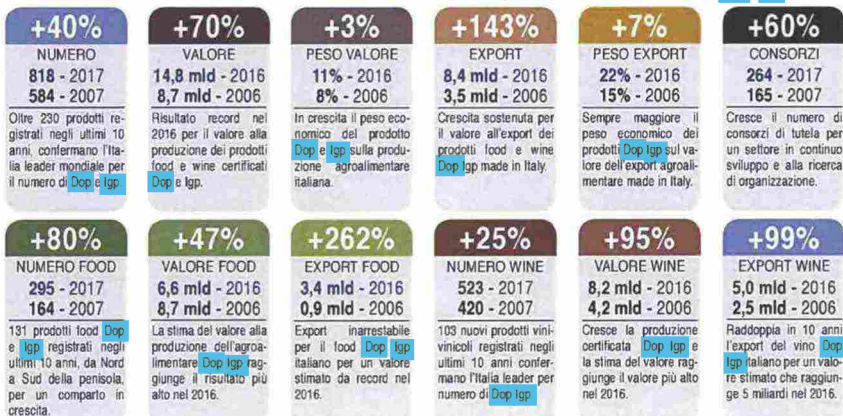 +40%
NUMERO
818 - 2017
584 - 2007
Oltre 230 prodotti re-
gistrati negli ultimi 10
anni, confermano l'Ita-
lia leader mondiale per
il numero di Dop e Igp.
+70%
VALORE
14,8 mld - 2016
8,7 mld - 2006
Risultato record nel
2016 per il valore alla
produzione dei prodotti
food e wine certificati
Dop e Igp.
+3%
PESO VALORE
11% - 2016
8% - 2006
In crescita il peso eco-
nomico del prodotto
Dop e Igp sulla produ-
zione agroalimentare
italiana.
+143%
EXPORT
8,4 mld - 2016
3,5 mld - 2006
Crescita sostenuta per
il valore all'export dei
prodotti food e wine
Dop Igp made in Italy.
+7%
PESO EXPORT
22% - 2016
15% - 2006
Sempre maggiore il
peso economico dei
prodotti Dop Igp sul va-
lore dell'export agroali-
mentare made in Italy.
+60%
CONSORZI
264 - 2017
165 - 2007
Cresce il numero di
consorzi di tutela per
un settore in continuo
sviluppo e alla ricerca
di organizzazione.
+80%
NUMERO FOOD
295 - 2017
164 - 2007
131 prodotti food Dop
e Igp registrati negli
ultimi 10 anni, da Nord
a Sud della penisola,
per un comparto in
crescita.
+47%
VALORE FOOD
6,6 mld - 2016
8,7 mld - 2006
La stima del valore alla
produzione dell'agroa-
limentare Dop Igp rag-
giunge il risultato più
alto nel 2016.
+262%
EXPORT FOOD
3,4 mld - 2016
0,9 mld - 2006
Export inarrestabile
per il food Dop Igp
italiano per un valore
stimato da record nel
2016.
+25%
NUMERO WINE
523 - 2017
420 - 2007
103 nuovi prodotti vini-
vinicoli registrati negli
ultimi 10 anni confer-
mano l'Italia leader per
numero di Dop Igp
+95%
VALORE WINE
8,2 mld - 2016
4,2 mld - 2006
Cresce la produzione
certificata Dop Igp e
la stima del valore rag-
giunge il valore più alto
nel 2016.
+99%
EXPORT WINE
5,0 mld - 2016
2,5 mld - 2006
Raddoppia in 10 anni
l'export del vino Dop
Igp italiano per un valo-
re stimato che raggiun-
ge 5 miliardi nel 2016.